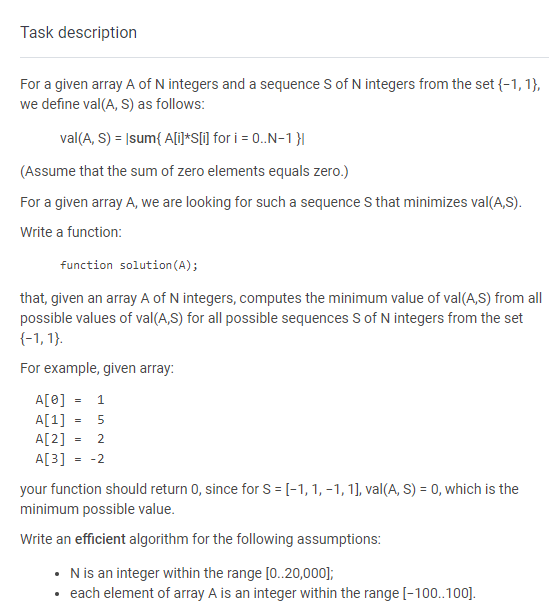 Task description
For a given array A of N integers and a sequence S of N integers from the set {−1, 1},
we define val(A, S) as follows:
val(A, S) = |sum{ A[i]*S[i] for i = 0..N−1 }|
(Assume that the sum of zero elements equals zero.)
For a given array A, we are looking for such a sequence S that minimizes val(A,S).
Write a function:
function solution(A);
that, given an array A of N integers, computes the minimum value of val(A,S) from all
possible values of val(A,S) for all possible sequences S of N integers from the set
{−1, 1}.
For example, given array:
A[0] = 1
A[1] = 5
A[2] = 2
A[3] = -2
your function should return 0, since for S = [−1, 1, −1, 1], val(A, S) = 0, which is the
minimum possible value.
Write an efficient algorithm for the following assumptions:
• N is an integer within the range [0..20,000];
• each element of array A is an integer within the range [−100..100].